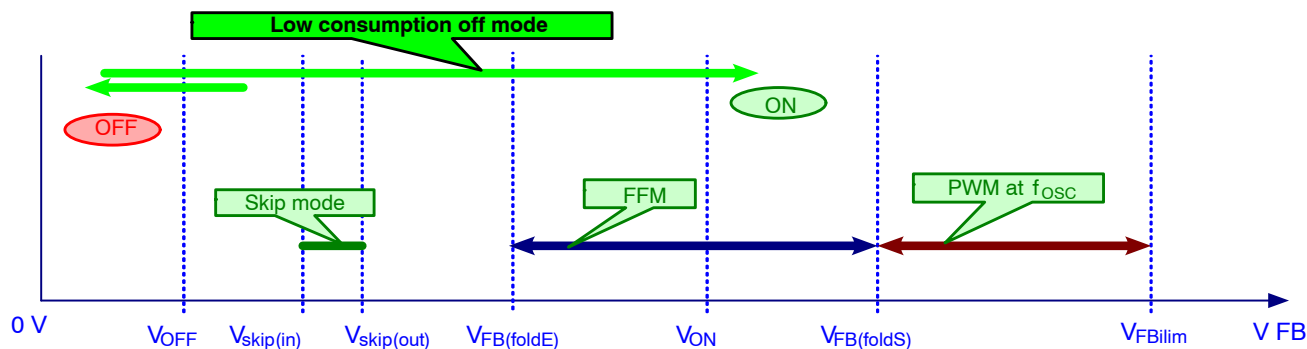 Low consumption off mode
ON
OFF
Skip mode
FFM
PWM at fOSC
0 V
VOFF
Vskip(in)
Vskip(out)
VFB(foldE)
VON
VFB(foldS)
VFBilim
V FB